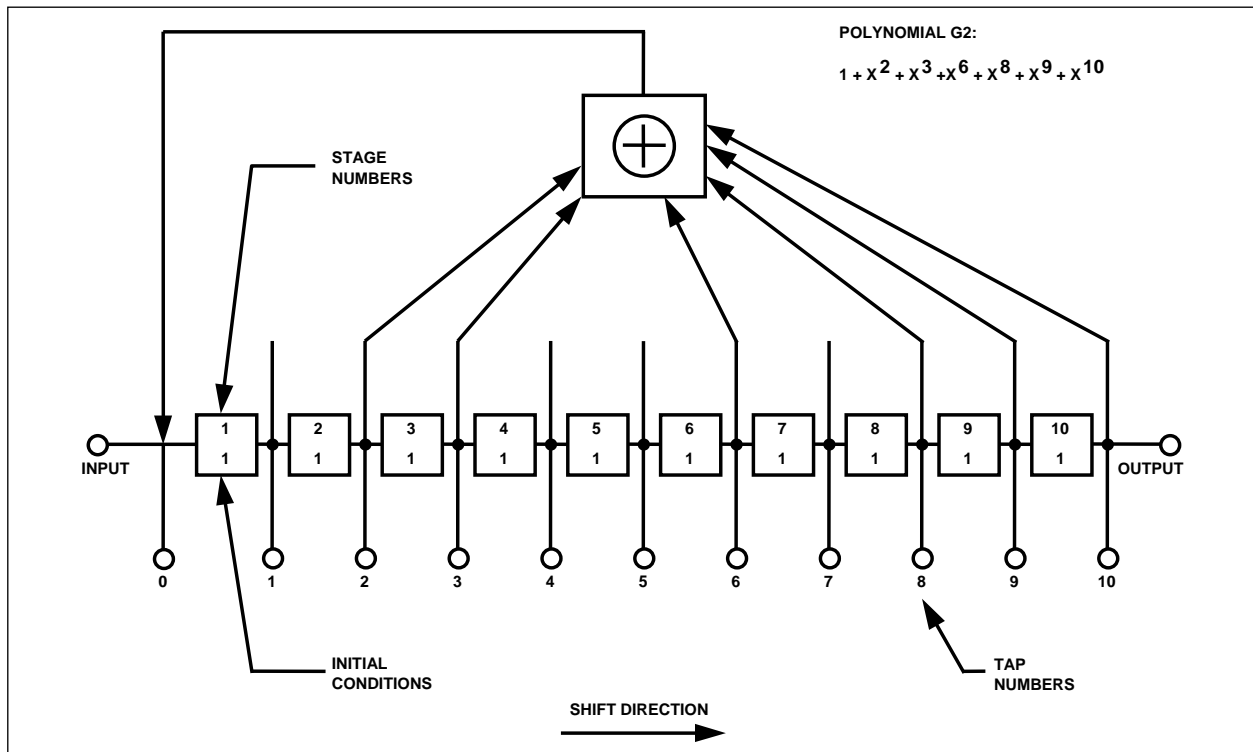 POLYNOMIAL G2:
1 + X2 + X3 +X6 + X8 + X9 + X10
STAGE
NUMBERS
1 2 3 4 5 6 7 8 9 10
1 1 1 1 1 1 1 1 1 1
INPUT
OUTPUT
0 1 2 3 4 5 6 7 8 9 10
INITIAL
CONDITIONS
TAP
NUMBERS
SHIFT DIRECTION